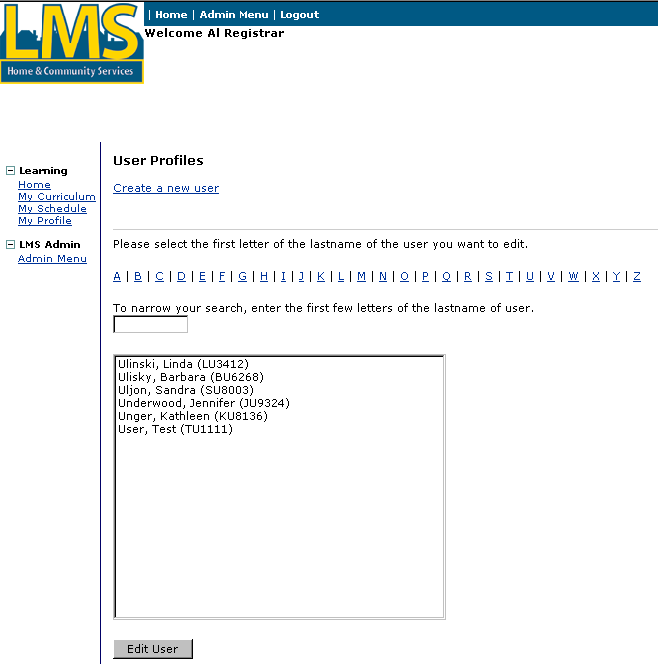 LMS
Home & Community Services
| Home | Admin Menu | Logout
Welcome Al Registrar
Learning
Home
My Curriculum
My Schedule
My Profile
LMS Admin
Admin Menu
User Profiles
Create a new user
Please select the first letter of the lastname of the user you want to edit.
A | B | C | D | E | F | G | H | I | J | K | L | M | N | O | P | Q | R | S | T | U | V | W | X | Y | Z
To narrow your search, enter the first few letters of the lastname of user.
Ulinski, Linda (LU3412)
Ulisky, Barbara (BU6268)
Uljon, Sandra (SU8003)
Underwood, Jennifer (JU9324)
Unger, Kathleen (KU8136)
User, Test (TU1111)
Edit User